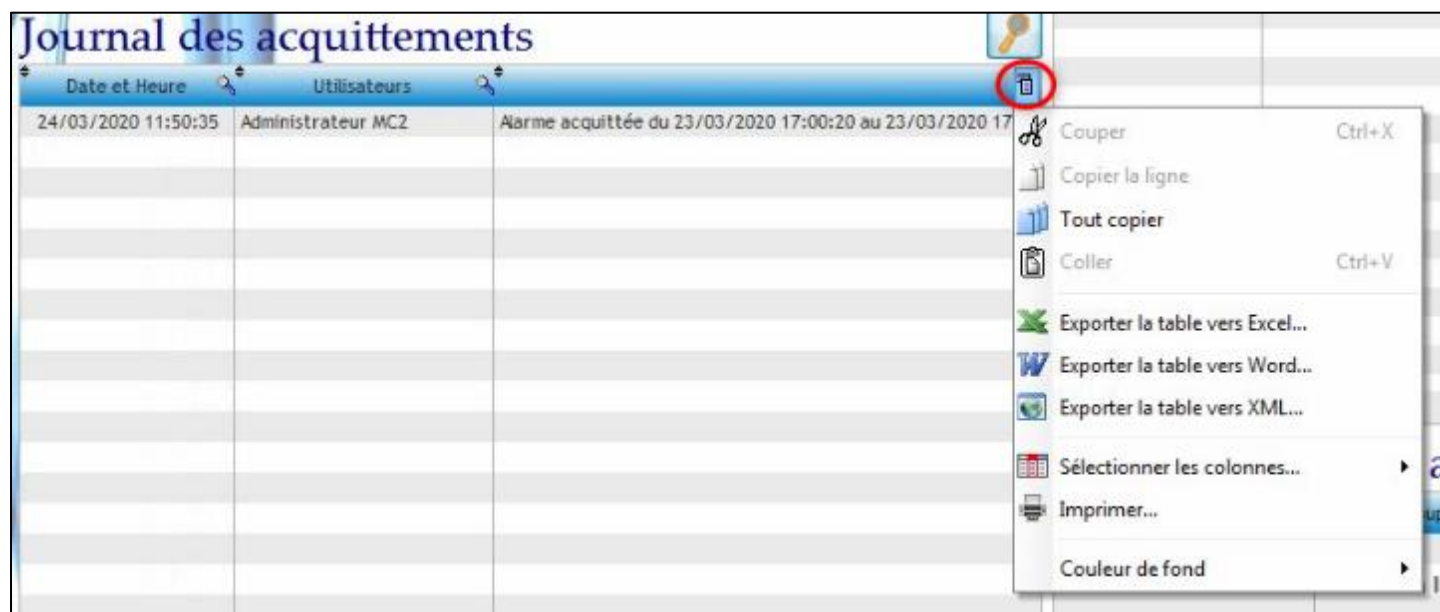 Journal des acquittements
Date et Heure Utilisateurs
24/03/2020 11:50:35 Administrateur MC2 Alarme acquittée du 23/03/2020 17:00:20 au 23/03/2020 17
Couper Ctrl+X
Copier la ligne
Tout copier
Coller Ctrl+V
Exporter la table vers Excel...
Exporter la table vers Word...
Exporter la table vers XML...
Sélectionner les colonnes...
Imprimer...
Couleur de fond